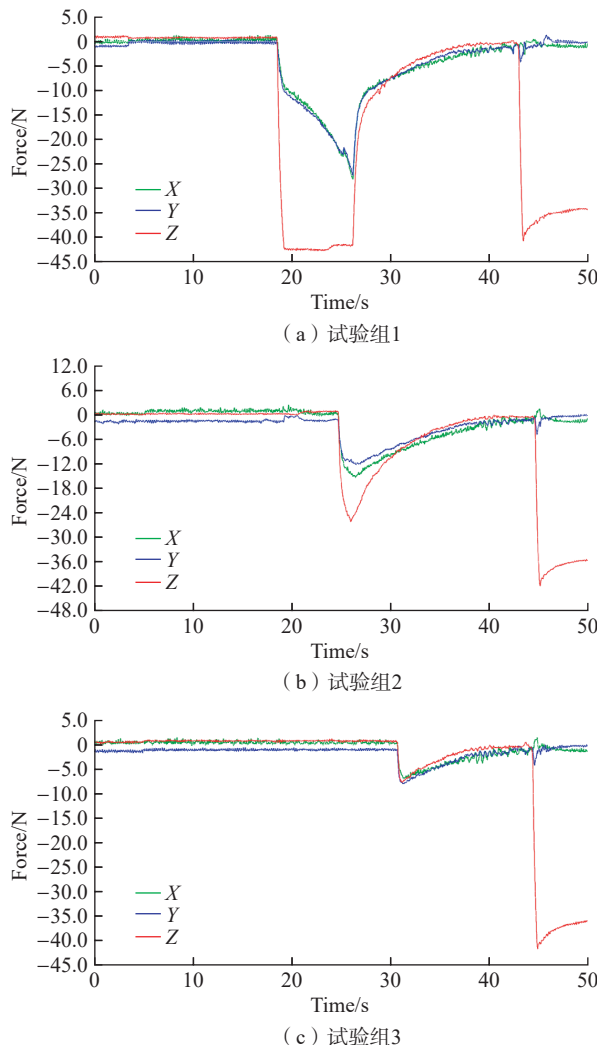 5.0
0
−5.0
−10.0
−15.0
−20.0
−25.0
−30.0
−35.0
−40.0
−45.0
Force/N
X
Y
Z
0 10 20 30 40 50
Time/s
（a）试验组1
12.0
6.0
0
−6.0
−12.0
−18.0
−24.0
−30.0
−36.0
−42.0
−48.0
Force/N
X
Y
Z
0 10 20 30 40 50
Time/s
（b）试验组2
5.0
0
−5.0
−10.0
−15.0
−20.0
−25.0
−30.0
−35.0
−40.0
−45.0
Force/N
X
Y
Z
0 10 20 30 40 50
Time/s
（c）试验组3